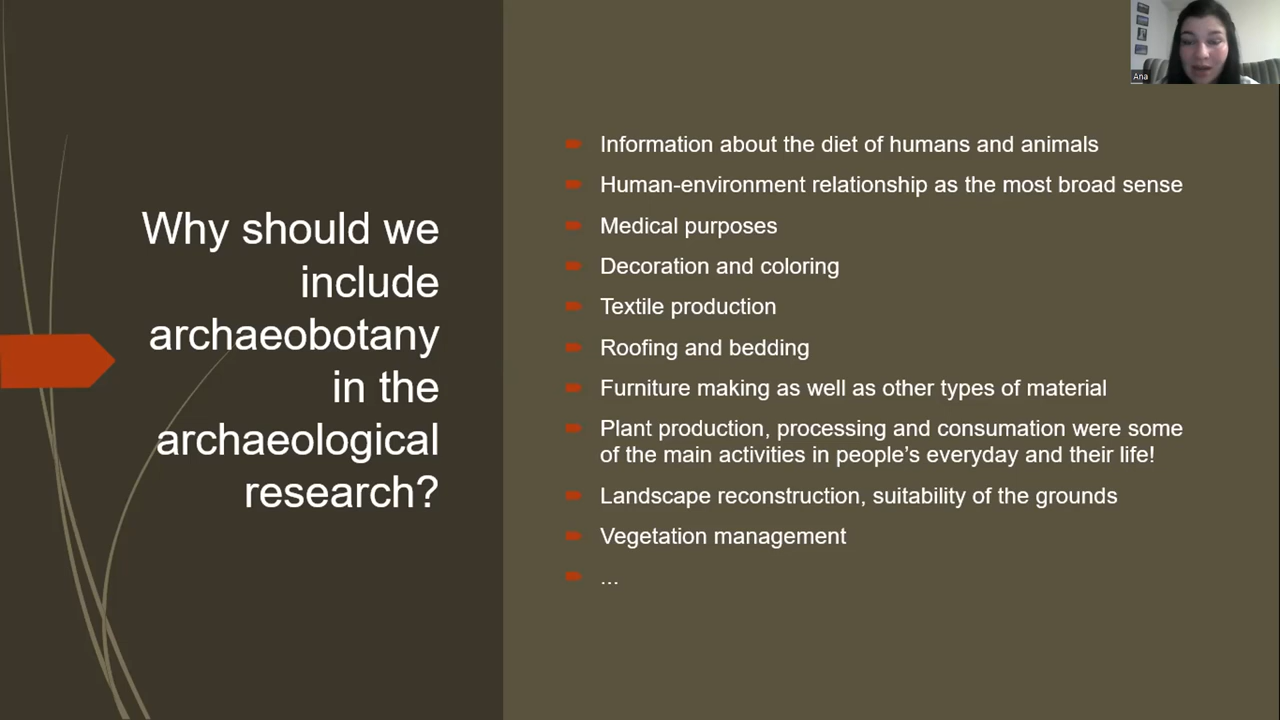 Why should we
include
archaeobotany
in the
archaeological
research?
Information about the diet of humans and animals
Human-environment relationship as the most broad sense
Medical purposes
Decoration and coloring
Textile production
Roofing and bedding
Furniture making as well as other types of material
Plant production, processing and consumation were some
of the main activities in people’s everyday and their life!
Landscape reconstruction, suitability of the grounds
Vegetation management
...
Ana